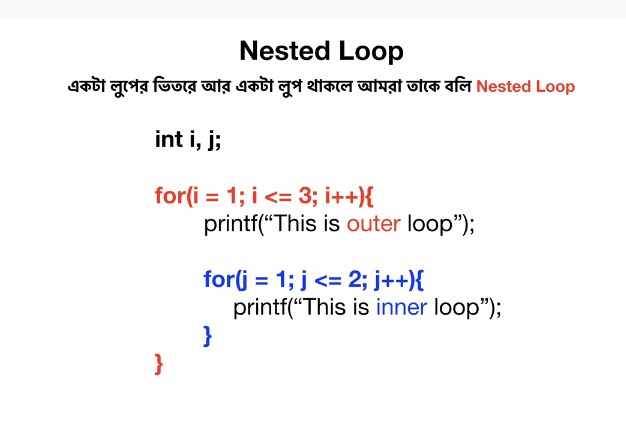 Nested Loop
একটা লুপের ভিতরে আর একটা লুপ থাকলে আমরা তাকে বলি Nested Loop
int i, j;
for(i = 1; i <= 3; i++){
printf(“This is outer loop”);
for(j = 1; j <= 2; j++){
printf(“This is inner loop”);
}
}